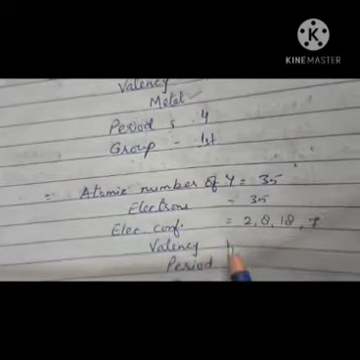 KINEMASTER
Valency
Metal
Period : 4
Group - 1st
Atomic number of Y = 35
Electrons - 35
Elec. conf. = 2, 8, 18, 7
Valency
Period